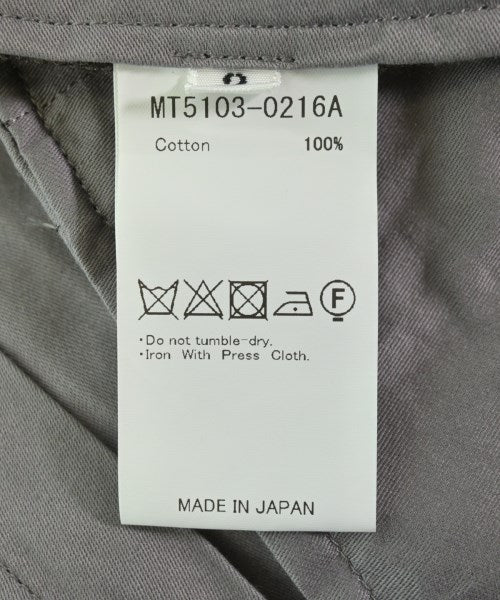 MT5103-0216A
Cotton 100%
F
･Do not tumble-dry.
･Iron With Press Cloth.
MADE IN JAPAN